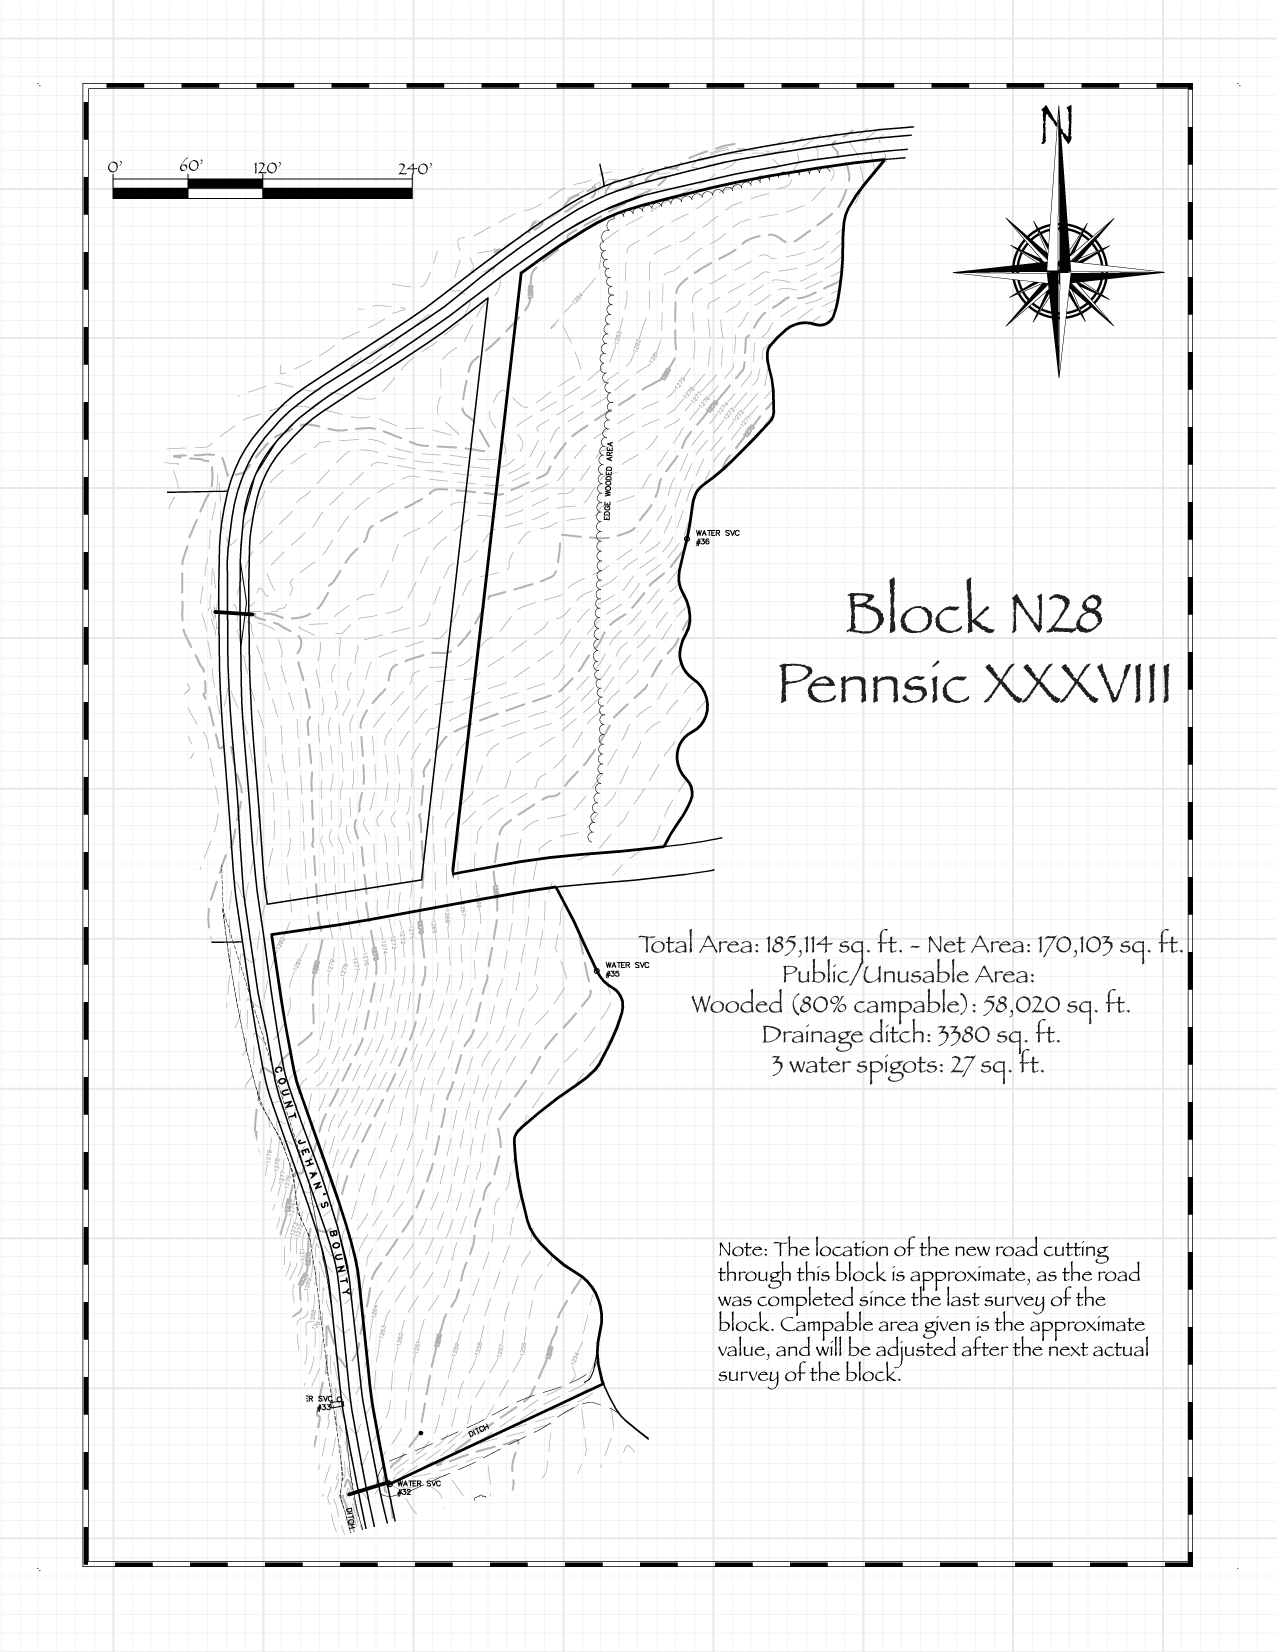 N
0' 60' 120' 240'
EDGE WOODED AREA
WATER SVC
#36
Block N28
Pennsic XXXVIII
Total Area: 185,114 sq. ft. - Net Area: 170,103 sq. ft.
Public/Unusable Area:
Wooded (80% campable): 58,020 sq. ft.
Drainage ditch: 3380 sq. ft.
3 water spigots: 27 sq. ft.
WATER SVC
#35
COUNT JEHAN'S BOUNTY
Note: The location of the new road cutting
through this block is approximate, as the road
was completed since the last survey of the
block. Campable area given is the approximate
value, and will be adjusted after the next actual
survey of the block.
ER SVC
#33
DITCH
WATER SVC
#32
DITCH